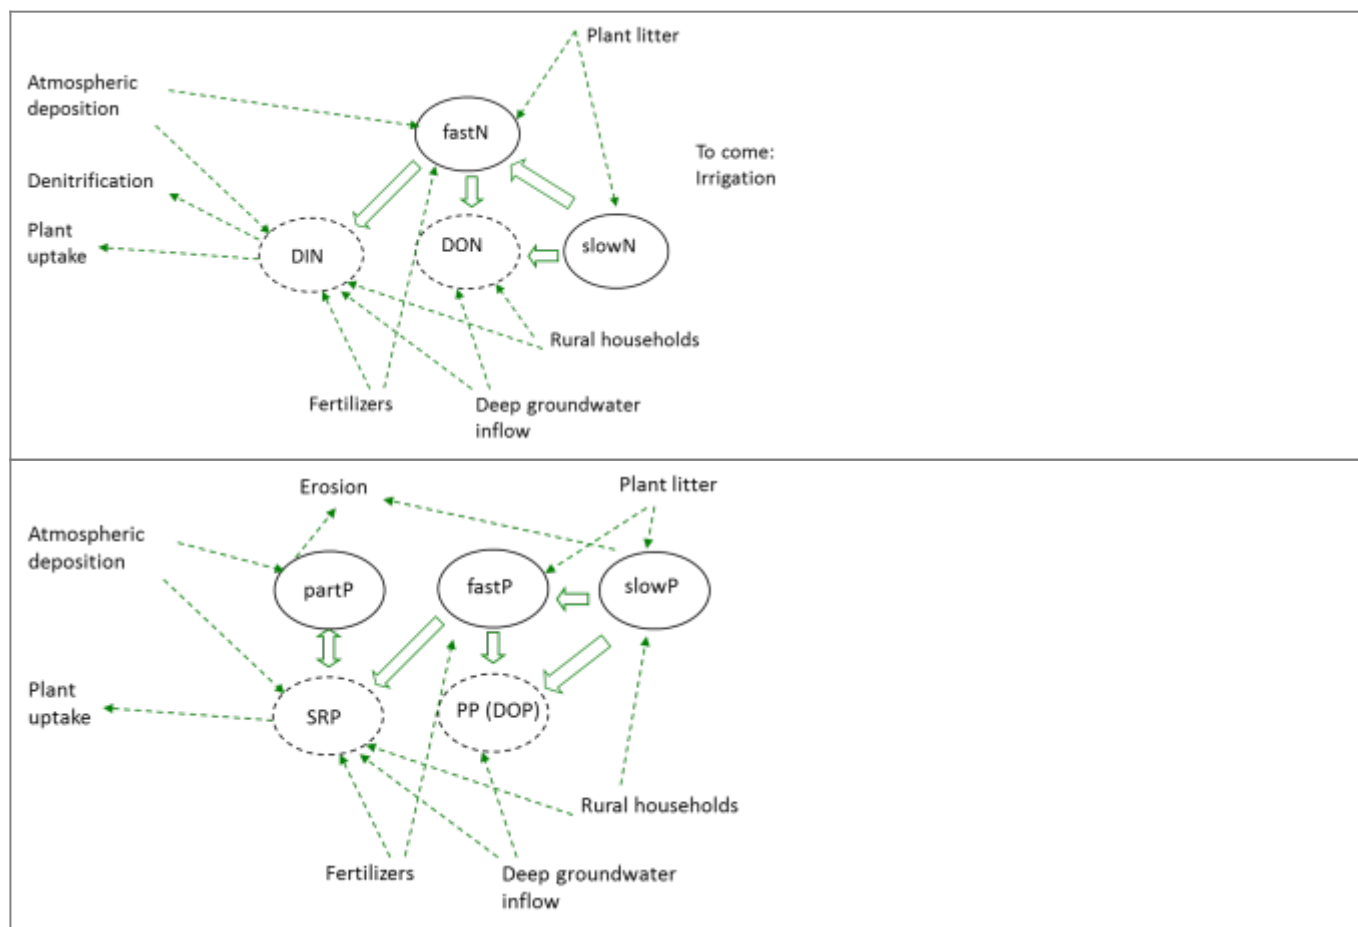 Plant litter
Atmospheric
deposition
fastN
To come:
Irrigation
Denitrification
Plant
uptake
DIN
DON
slowN
Rural households
Fertilizers
Deep groundwater
inflow
Erosion
Plant litter
Atmospheric
deposition
partP
fastP
slowP
Plant
uptake
SRP
PP (DOP)
Rural households
Fertilizers
Deep groundwater
inflow